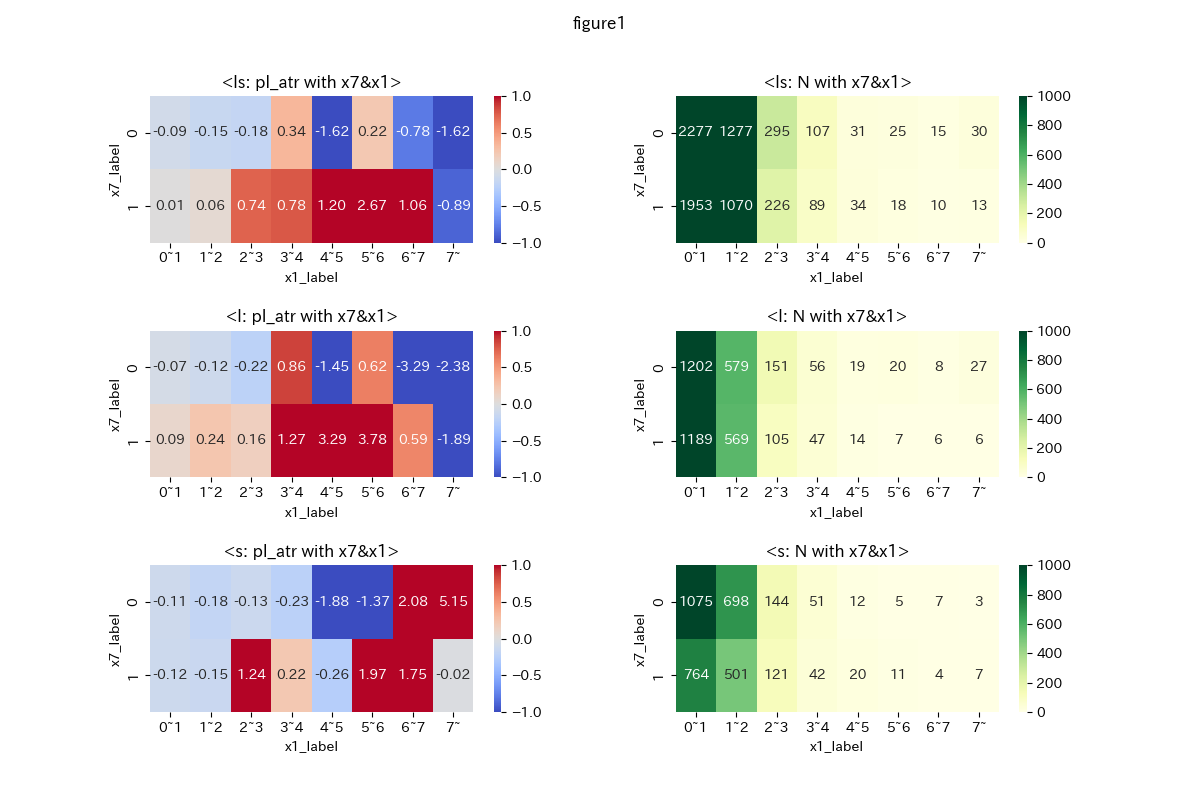 figure1
<ls: pl_atr with x7&x1>
x7_label
0 -0.09 -0.15 -0.18 0.34 -1.62 0.22 -0.78 -1.62
1 0.01 0.06 0.74 0.78 1.20 2.67 1.06 -0.89
0~1 1~2 2~3 3~4 4~5 5~6 6~7 7~
x1_label
1.0
0.5
0.0
−0.5
−1.0
<ls: N with x7&x1>
x7_label
0 2277 1277 295 107 31 25 15 30
1 1953 1070 226 89 34 18 10 13
0~1 1~2 2~3 3~4 4~5 5~6 6~7 7~
x1_label
1000
800
600
400
200
0
<l: pl_atr with x7&x1>
x7_label
0 -0.07 -0.12 -0.22 0.86 -1.45 0.62 -3.29 -2.38
1 0.09 0.24 0.16 1.27 3.29 3.78 0.59 -1.89
0~1 1~2 2~3 3~4 4~5 5~6 6~7 7~
x1_label
1.0
0.5
0.0
−0.5
−1.0
<l: N with x7&x1>
x7_label
0 1202 579 151 56 19 20 8 27
1 1189 569 105 47 14 7 6 6
0~1 1~2 2~3 3~4 4~5 5~6 6~7 7~
x1_label
1000
800
600
400
200
0
<s: pl_atr with x7&x1>
x7_label
0 -0.11 -0.18 -0.13 -0.23 -1.88 -1.37 2.08 5.15
1 -0.12 -0.15 1.24 0.22 -0.26 1.97 1.75 -0.02
0~1 1~2 2~3 3~4 4~5 5~6 6~7 7~
x1_label
1.0
0.5
0.0
−0.5
−1.0
<s: N with x7&x1>
x7_label
0 1075 698 144 51 12 5 7 3
1 764 501 121 42 20 11 4 7
0~1 1~2 2~3 3~4 4~5 5~6 6~7 7~
x1_label
1000
800
600
400
200
0